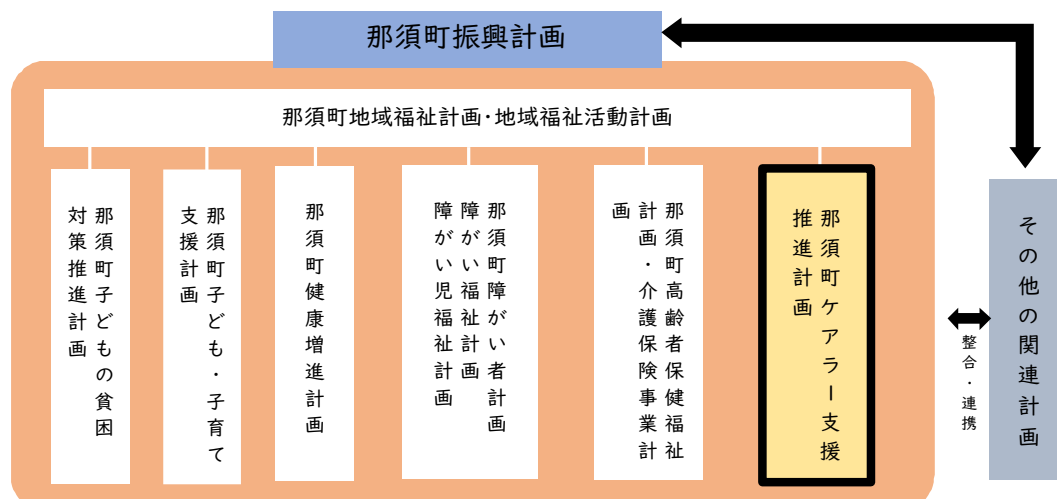 那須町振興計画
那須町地域福祉計画・地域福祉活動計画
那須町子どもの貧困
対策推進計画
那須町子ども・子育て
支援計画
那須町健康増進計画
那須町障がい者計画
障がい福祉計画
障がい児福祉計画
那須町高齢者保健福祉
計画・介護保険事業計
画
那須町ケアラー支援
推進計画
整合・連携
その他の関連計画